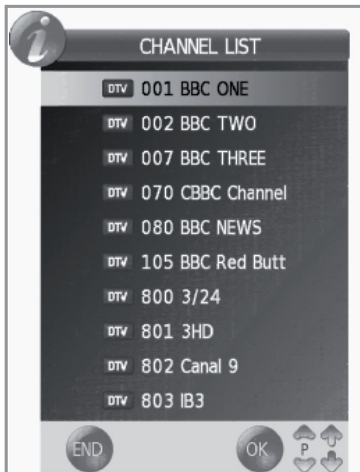 CHANNEL LIST
DTV 001 BBC ONE
DTV 002 BBC TWO
DTV 007 BBC THREE
DTV 070 CBBC Channel
DTV 080 BBC NEWS
DTV 105 BBC Red Butt
DTV 800 3/24
DTV 801 3HD
DTV 802 Canal 9
DTV 803 IB3
END OK P